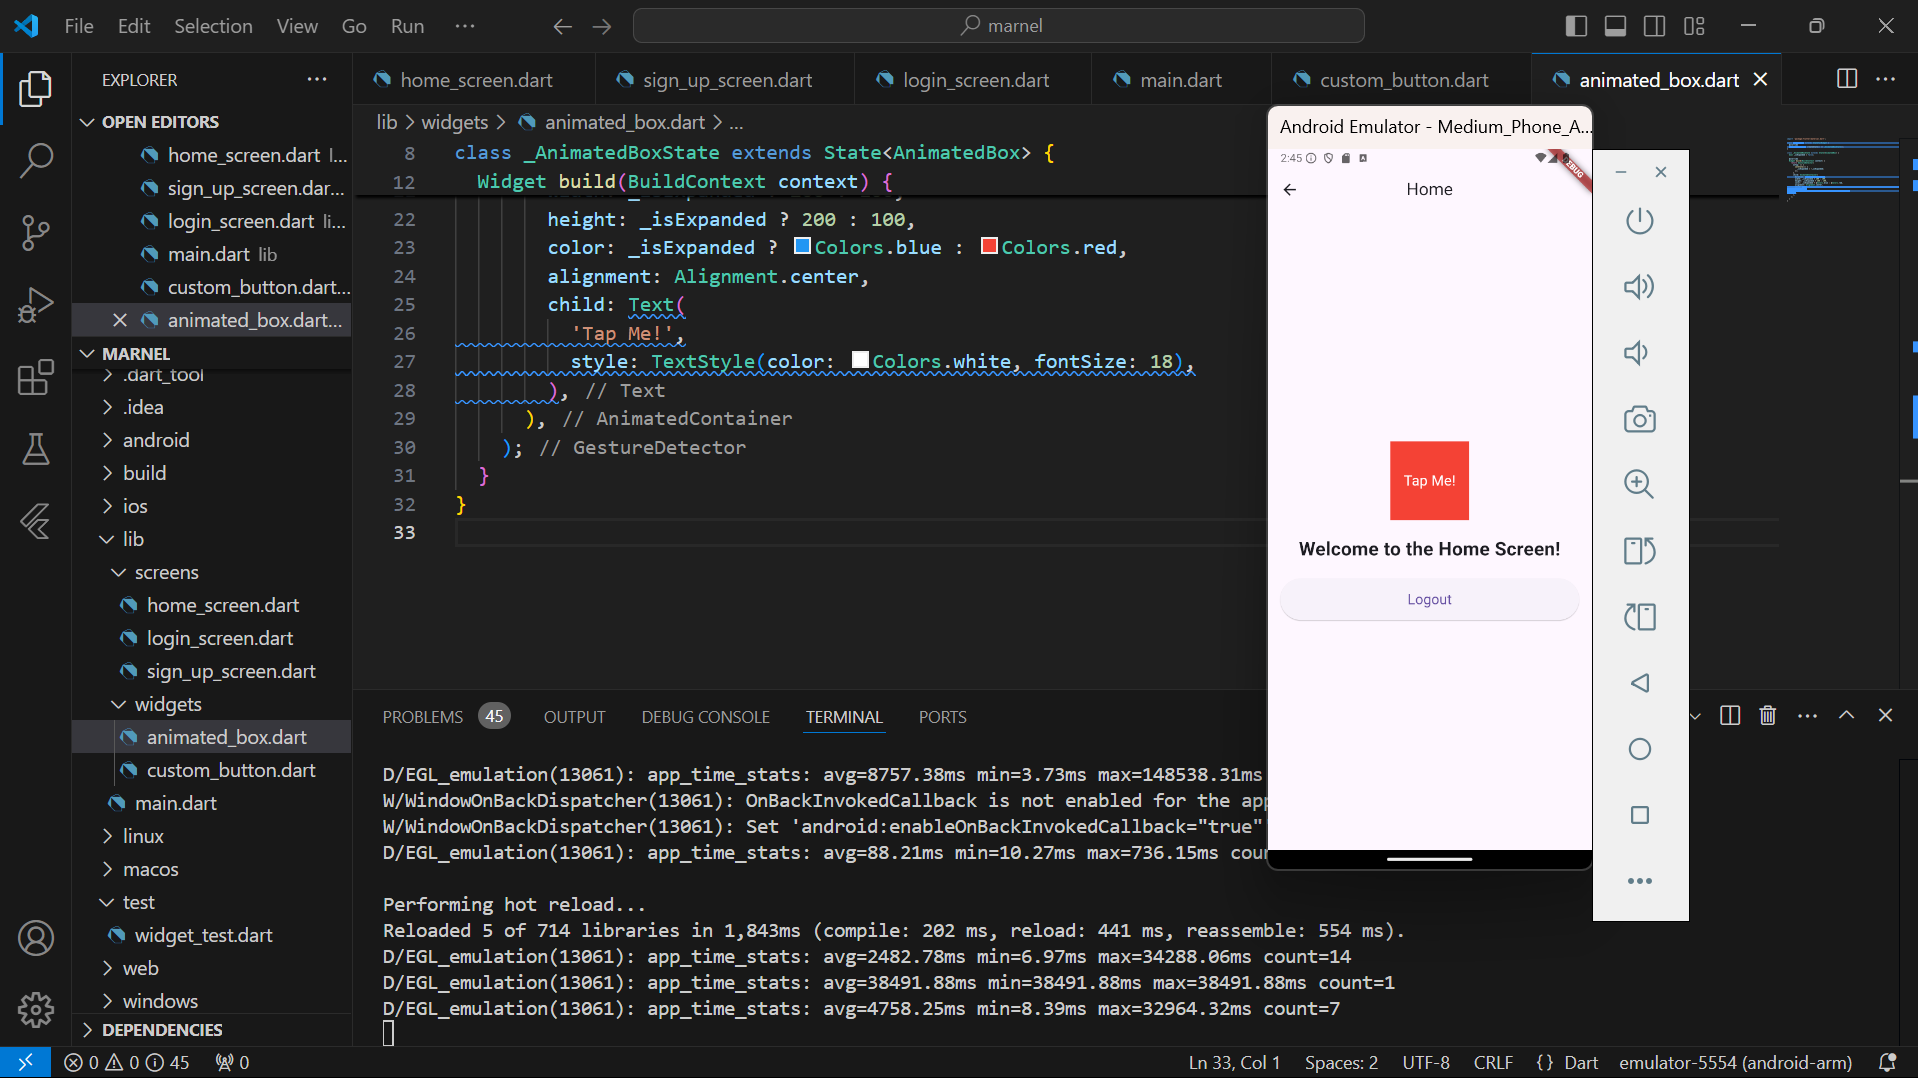 File Edit Selection View Go Run ··· marnel
EXPLORER ···
OPEN EDITORS
home_screen.dart l...
sign_up_screen.dar...
login_screen.dart li...
main.dart lib
custom_button.dart...
animated_box.dart...
MARNEL
.dart_tool
.idea
android
build
ios
lib
screens
home_screen.dart
login_screen.dart
sign_up_screen.dart
widgets
animated_box.dart
custom_button.dart
main.dart
linux
macos
test
widget_test.dart
web
windows
DEPENDENCIES
home_screen.dart sign_up_screen.dart login_screen.dart main.dart custom_button.dart animated_box.dart
lib > widgets > animated_box.dart > ...
8 class _AnimatedBoxState extends State<AnimatedBox> {
12 Widget build(BuildContext context) {
22 height: _isExpanded ? 200 : 100,
23 color: _isExpanded ? Colors.blue : Colors.red,
24 alignment: Alignment.center,
25 child: Text(
26 'Tap Me!',
27 style: TextStyle(color: Colors.white, fontSize: 18),
28 ), // Text
29 ), // AnimatedContainer
30 ); // GestureDetector
31 }
32 }
33
Android Emulator - Medium_Phone_A...
2:45
DEBUG
Home
Tap Me!
Welcome to the Home Screen!
Logout
PROBLEMS 45 OUTPUT DEBUG CONSOLE TERMINAL PORTS
D/EGL_emulation(13061): app_time_stats: avg=8757.38ms min=3.73ms max=148538.31ms
W/WindowOnBackDispatcher(13061): OnBackInvokedCallback is not enabled for the app
W/WindowOnBackDispatcher(13061): Set 'android:enableOnBackInvokedCallback="true"
D/EGL_emulation(13061): app_time_stats: avg=88.21ms min=10.27ms max=736.15ms cou
Performing hot reload...
Reloaded 5 of 714 libraries in 1,843ms (compile: 202 ms, reload: 441 ms, reassemble: 554 ms).
D/EGL_emulation(13061): app_time_stats: avg=2482.78ms min=6.97ms max=34288.06ms count=14
D/EGL_emulation(13061): app_time_stats: avg=38491.88ms min=38491.88ms max=38491.88ms count=1
D/EGL_emulation(13061): app_time_stats: avg=4758.25ms min=8.39ms max=32964.32ms count=7
0 0 45 0 Ln 33, Col 1 Spaces: 2 UTF-8 CRLF {} Dart emulator-5554 (android-arm)